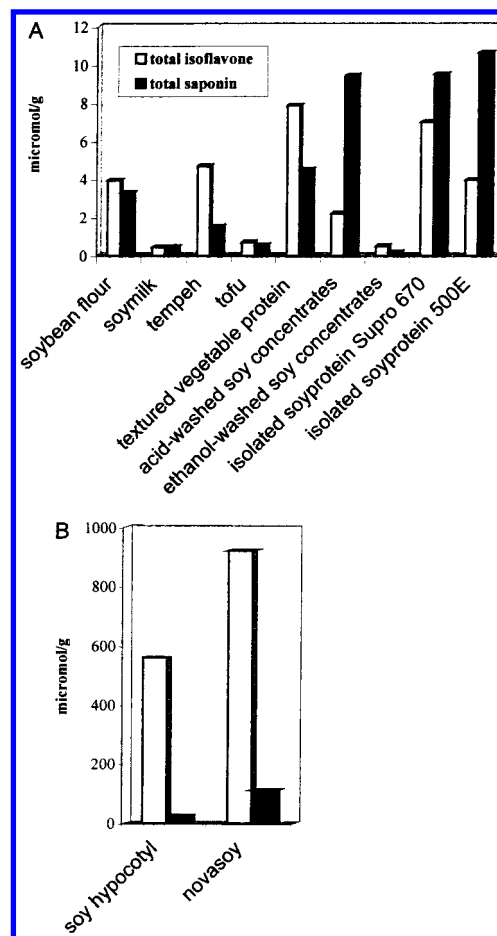 A
12
10
8
6
4
2
0
micromol/g
total isoflavone
total saponin
soybean flour
soymilk
tempeh
tofu
textured vegetable protein
acid-washed soy concentrates
ethanol-washed soy concentrates
isolated soyprotein Supro 670
isolated soyprotein 500E
B
1000
800
600
400
200
0
micromol/g
soy hypocotyl
novasoy